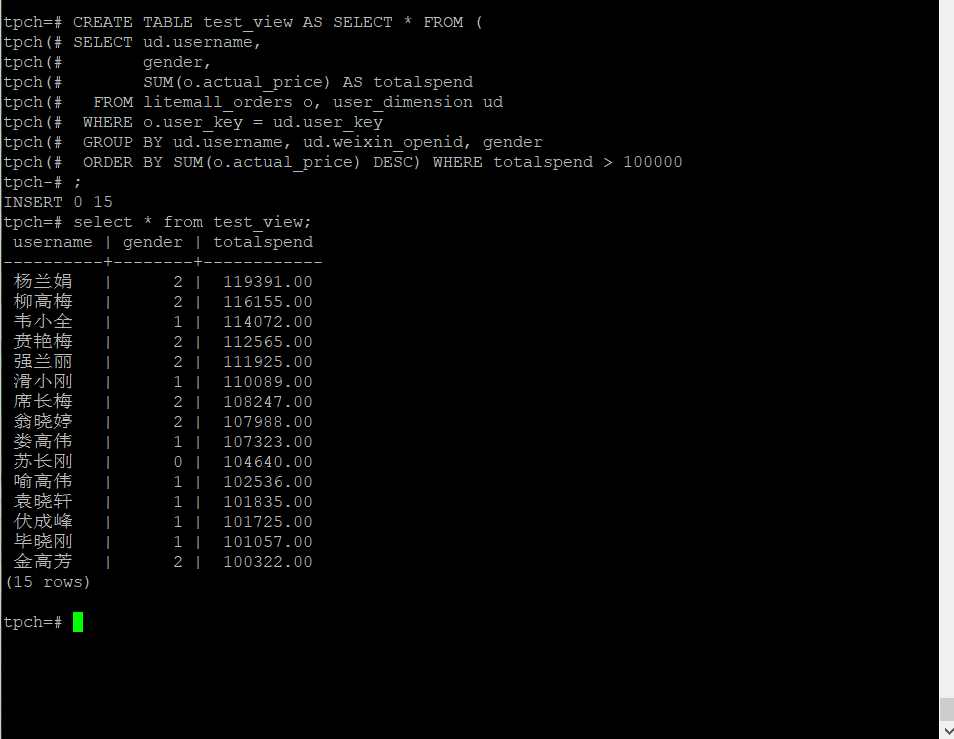 tpch=# CREATE TABLE test_view AS SELECT * FROM (
tpch(# SELECT ud.username,
tpch(#        gender,
tpch(#        SUM(o.actual_price) AS totalspend
tpch(#   FROM litemall_orders o, user_dimension ud
tpch(#  WHERE o.user_key = ud.user_key
tpch(#  GROUP BY ud.username, ud.weixin_openid, gender
tpch(#  ORDER BY SUM(o.actual_price) DESC) WHERE totalspend > 100000
tpch-# ;
INSERT 0 15
tpch=# select * from test_view;
 username | gender | totalspend
----------+--------+------------
 杨兰娟   |      2 |  119391.00
 柳高梅   |      2 |  116155.00
 韦小全   |      1 |  114072.00
 贲艳梅   |      2 |  112565.00
 强兰丽   |      2 |  111925.00
 滑小刚   |      1 |  110089.00
 席长梅   |      2 |  108247.00
 翁晓婷   |      2 |  107988.00
 娄高伟   |      1 |  107323.00
 苏长刚   |      0 |  104640.00
 喻高伟   |      1 |  102536.00
 袁晓轩   |      1 |  101835.00
 伏成峰   |      1 |  101725.00
 毕晓刚   |      1 |  101057.00
 金高芳   |      2 |  100322.00
(15 rows)
tpch=#